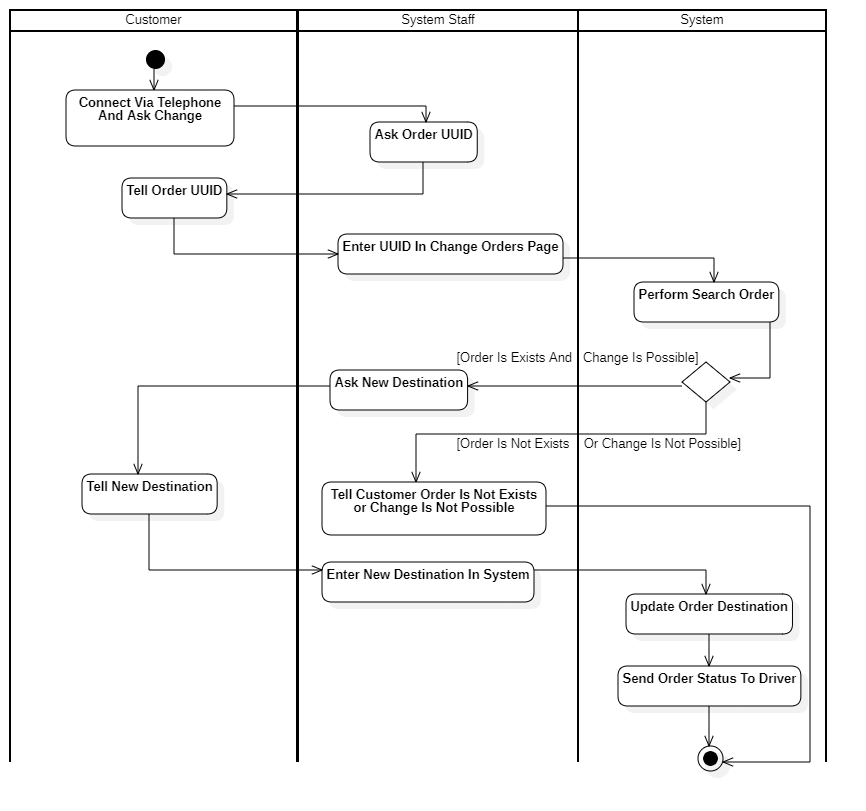 Customer
System Staff
System
Connect Via Telephone
And Ask Change
Ask Order UUID
Tell Order UUID
Enter UUID In Change Orders Page
Perform Search Order
[Order Is Exists And Change Is Possible]
Ask New Destination
[Order Is Not Exists Or Change Is Not Possible]
Tell New Destination
Tell Customer Order Is Not Exists
or Change Is Not Possible
Enter New Destination In System
Update Order Destination
Send Order Status To Driver